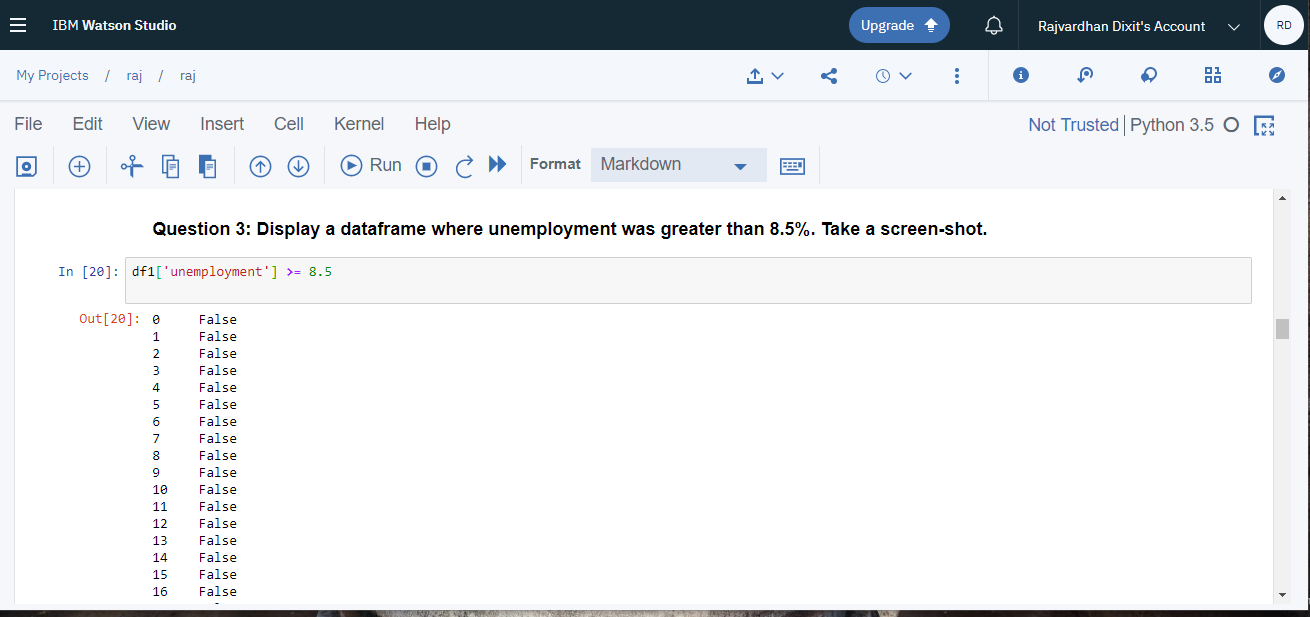 IBM Watson Studio
Upgrade
Rajvardhan Dixit's Account
RD
My Projects / raj / raj
File Edit View Insert Cell Kernel Help
Not Trusted | Python 3.5
Run
Format
Markdown
Question 3: Display a dataframe where unemployment was greater than 8.5%. Take a screen-shot.
In [20]: df1['unemployment'] >= 8.5
Out[20]: 0 False
1 False
2 False
3 False
4 False
5 False
6 False
7 False
8 False
9 False
10 False
11 False
12 False
13 False
14 False
15 False
16 False